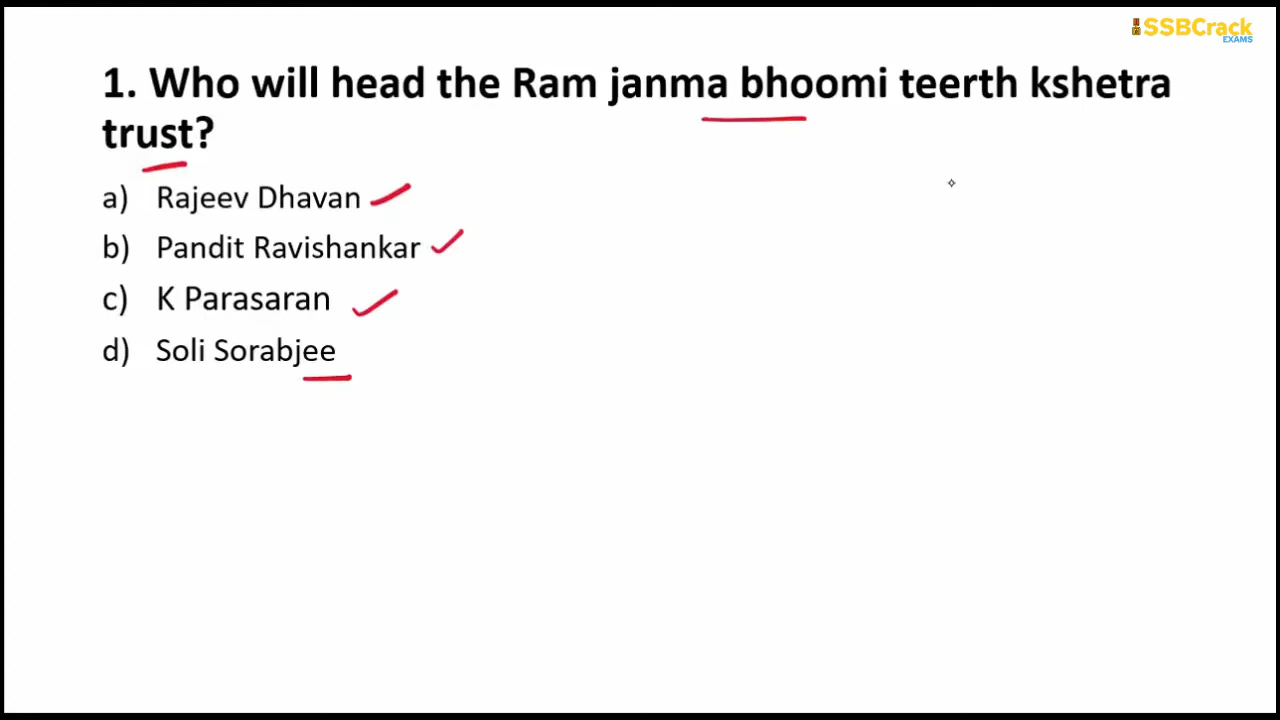 SSBCrack
EXAMS
1. Who will head the Ram janma bhoomi teerth kshetra
trust?
a) Rajeev Dhavan
b) Pandit Ravishankar
c) K Parasaran
d) Soli Sorabjee